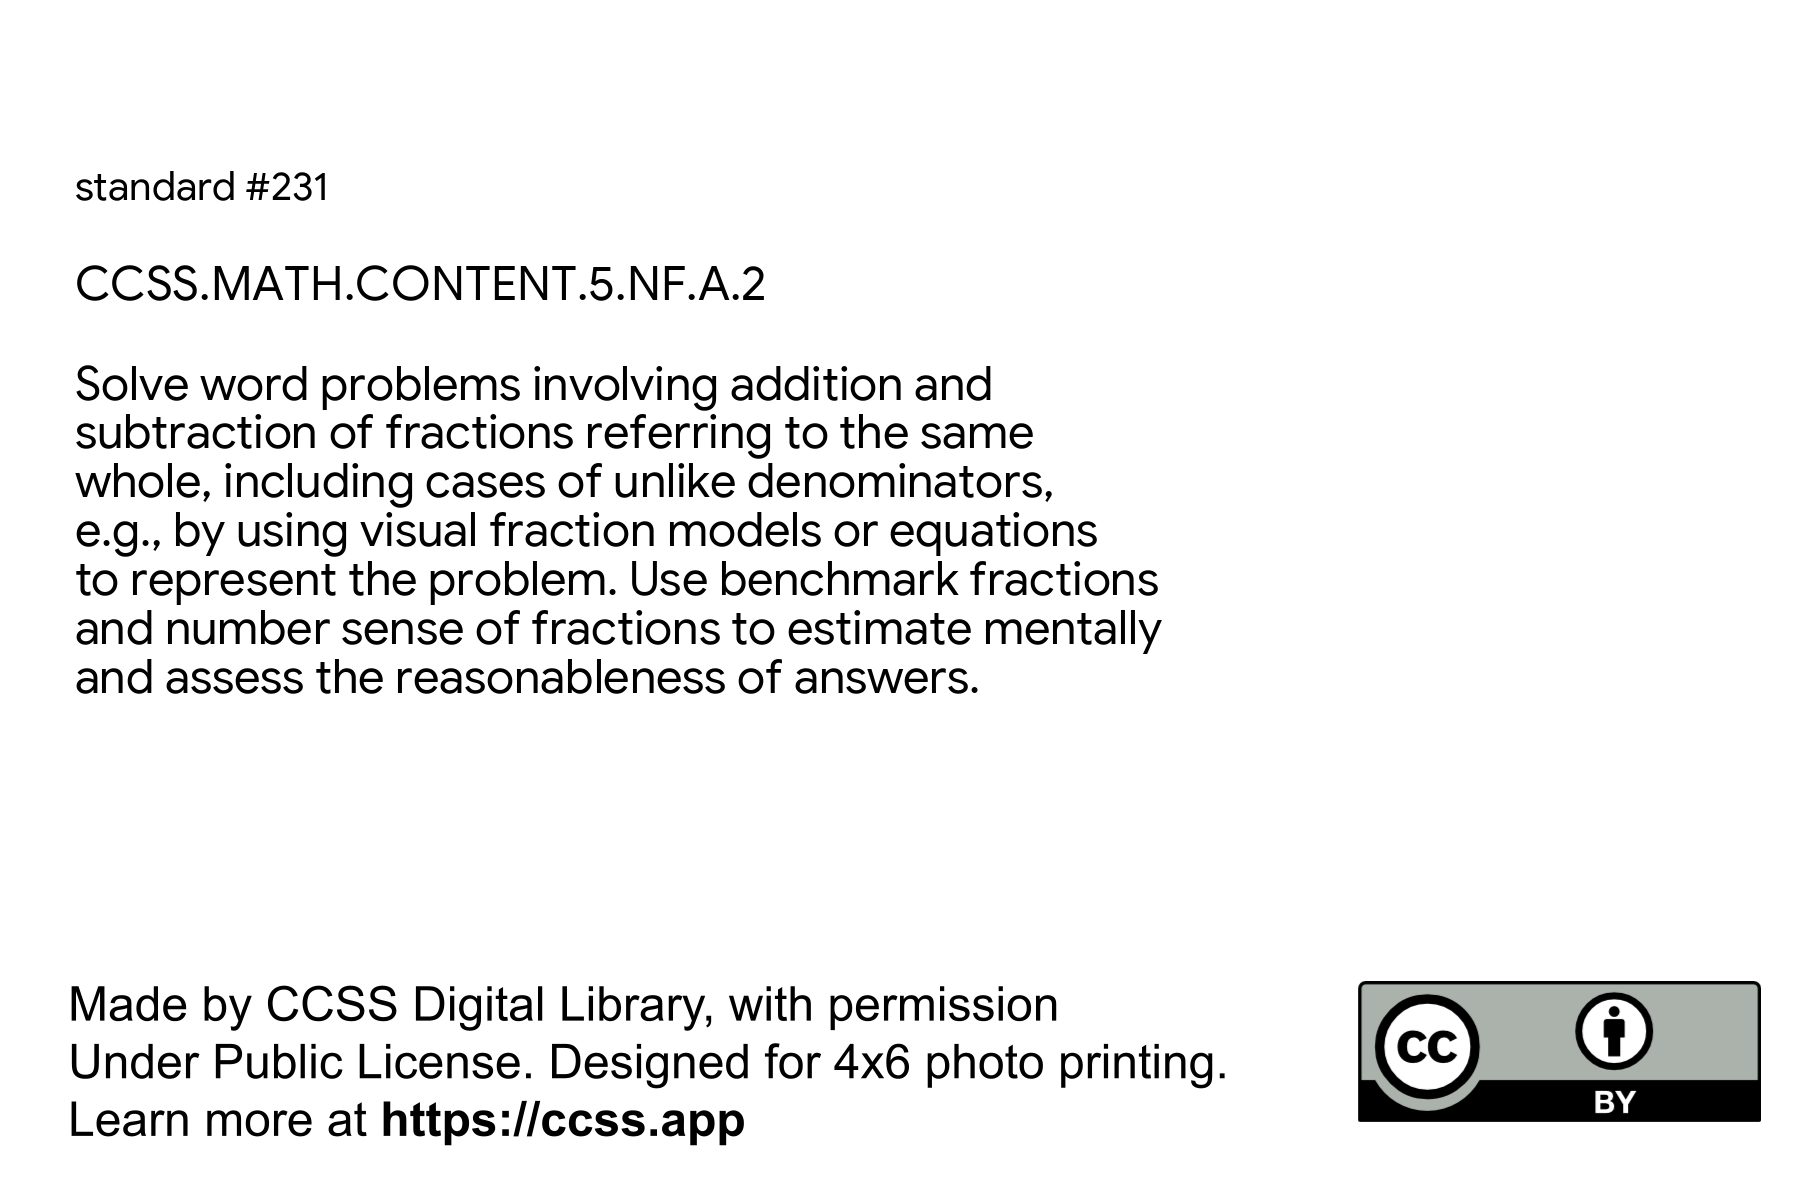 standard #231
CCSS.MATH.CONTENT.5.NF.A.2
Solve word problems involving addition and
subtraction of fractions referring to the same
whole, including cases of unlike denominators,
e.g., by using visual fraction models or equations
to represent the problem. Use benchmark fractions
and number sense of fractions to estimate mentally
and assess the reasonableness of answers.
Made by CCSS Digital Library, with permission
Under Public License. Designed for 4x6 photo printing.
Learn more at https://ccss.app
CC
BY